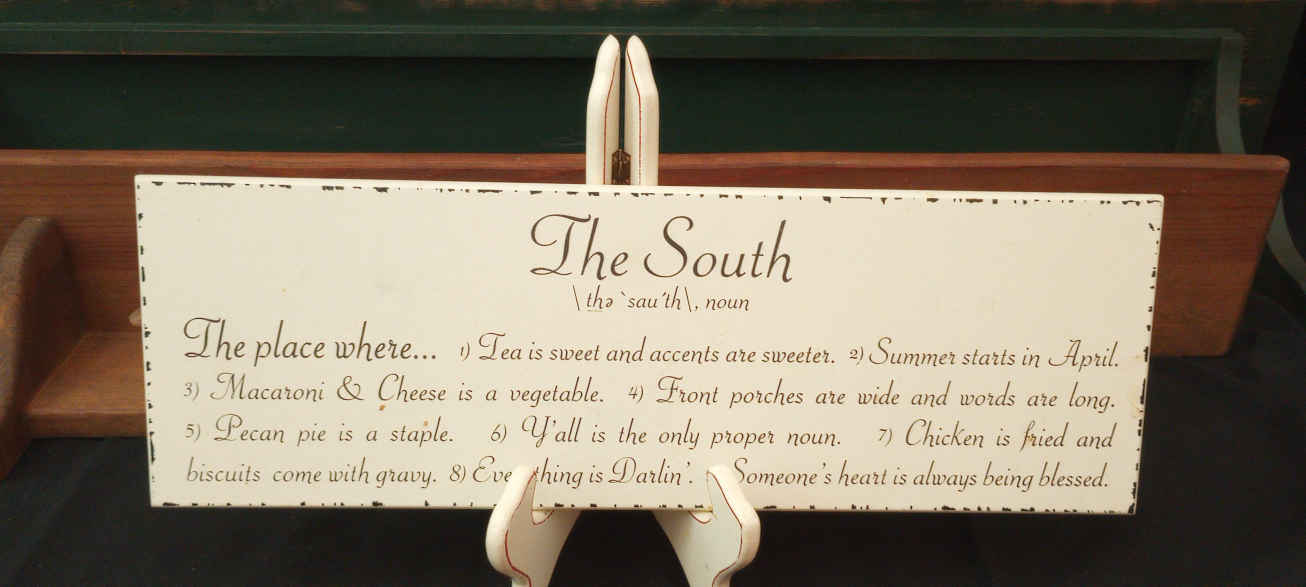 The South
\ thə `sau´th \, noun
The place where... 1) Tea is sweet and accents are sweeter. 2) Summer starts in April.
3) Macaroni & Cheese is a vegetable. 4) Front porches are wide and words are long.
5) Pecan pie is a staple. 6) Y'all is the only proper noun. 7) Chicken is fried and
biscuits come with gravy. 8) Eve thing is Darlin'. Someone's heart is always being blessed.